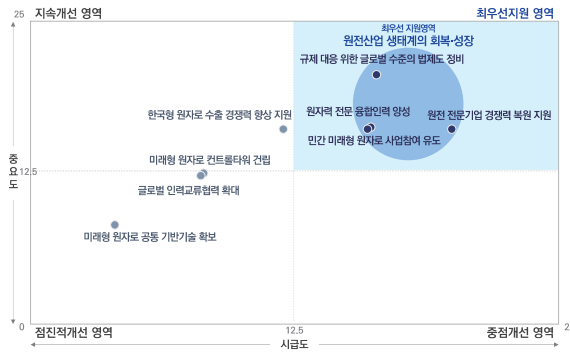 25
지속개선 영역
최우선지원 영역
최우선 지원영역
원전산업 생태계의 회복·성장
규제 대응 위한 글로벌 수준의 법제도 정비
한국형 원자로 수출 경쟁력 향상 지원
원자력 전문 융합인력 양성
원전 전문기업 경쟁력 복원 지원
민간 미래형 원자로 사업참여 유도
미래형 원자로 컨트롤타워 건립
중요도
12.5
글로벌 인력교류협력 확대
미래형 원자로 공통 기반기술 확보
0
점진적개선 영역
12.5
중점개선 영역
2
시급도